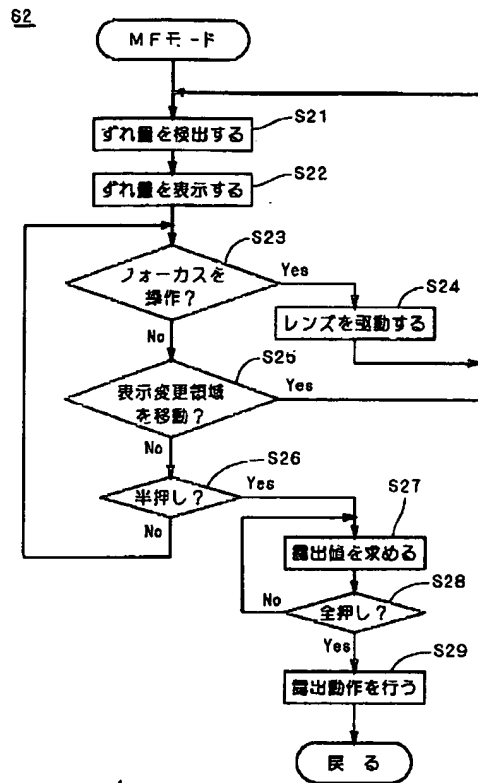 S2
MFモード
S21
ずれ量を検出する
S22
ずれ量を表示する
S23
フォーカスを
操作?
Yes
S24
レンズを駆動する
No
S25
表示変更領域
を移動?
Yes
No
S26
半押し?
Yes
No
S27
露出値を求める
S28
全押し?
No
Yes
S29
露出動作を行う
戻る